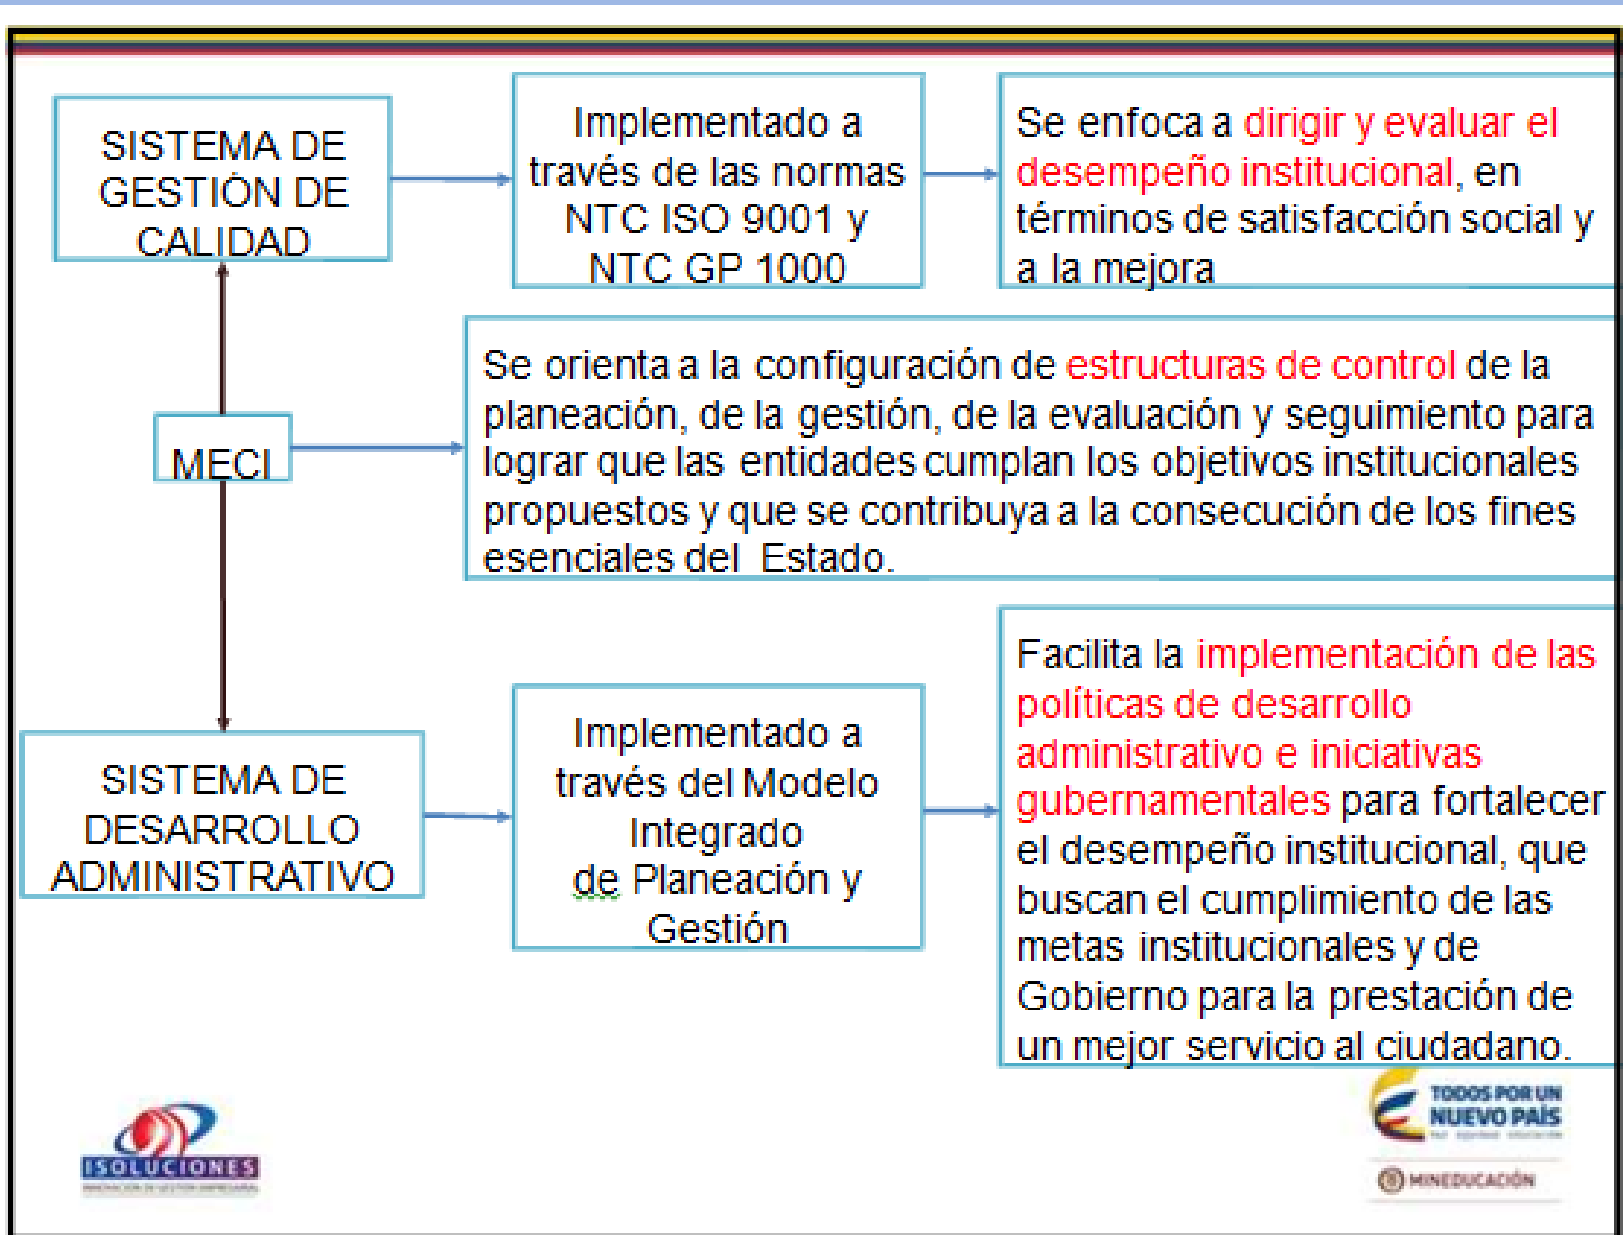 SISTEMA DE
GESTIÓN DE
CALIDAD
Implementado a
través de las normas
NTC ISO 9001 y
NTC GP 1000
Se enfoca a dirigir y evaluar el
desempeño institucional, en
términos de satisfacción social y
a la mejora
MECI
Se orienta a la configuración de estructuras de control de la
planeación, de la gestión, de la evaluación y seguimiento para
lograr que las entidades cumplan los objetivos institucionales
propuestos y que se contribuya a la consecución de los fines
esenciales del Estado.
SISTEMA DE
DESARROLLO
ADMINISTRATIVO
Implementado a
través del Modelo
Integrado
de Planeación y
Gestión
Facilita la implementación de las
políticas de desarrollo
administrativo e iniciativas
gubernamentales para fortalecer
el desempeño institucional, que
buscan el cumplimiento de las
metas institucionales y de
Gobierno para la prestación de
un mejor servicio al ciudadano.
ISOLUCIONES
TODOS POR UN
NUEVO PAÍS
MINEDUCACIÓN